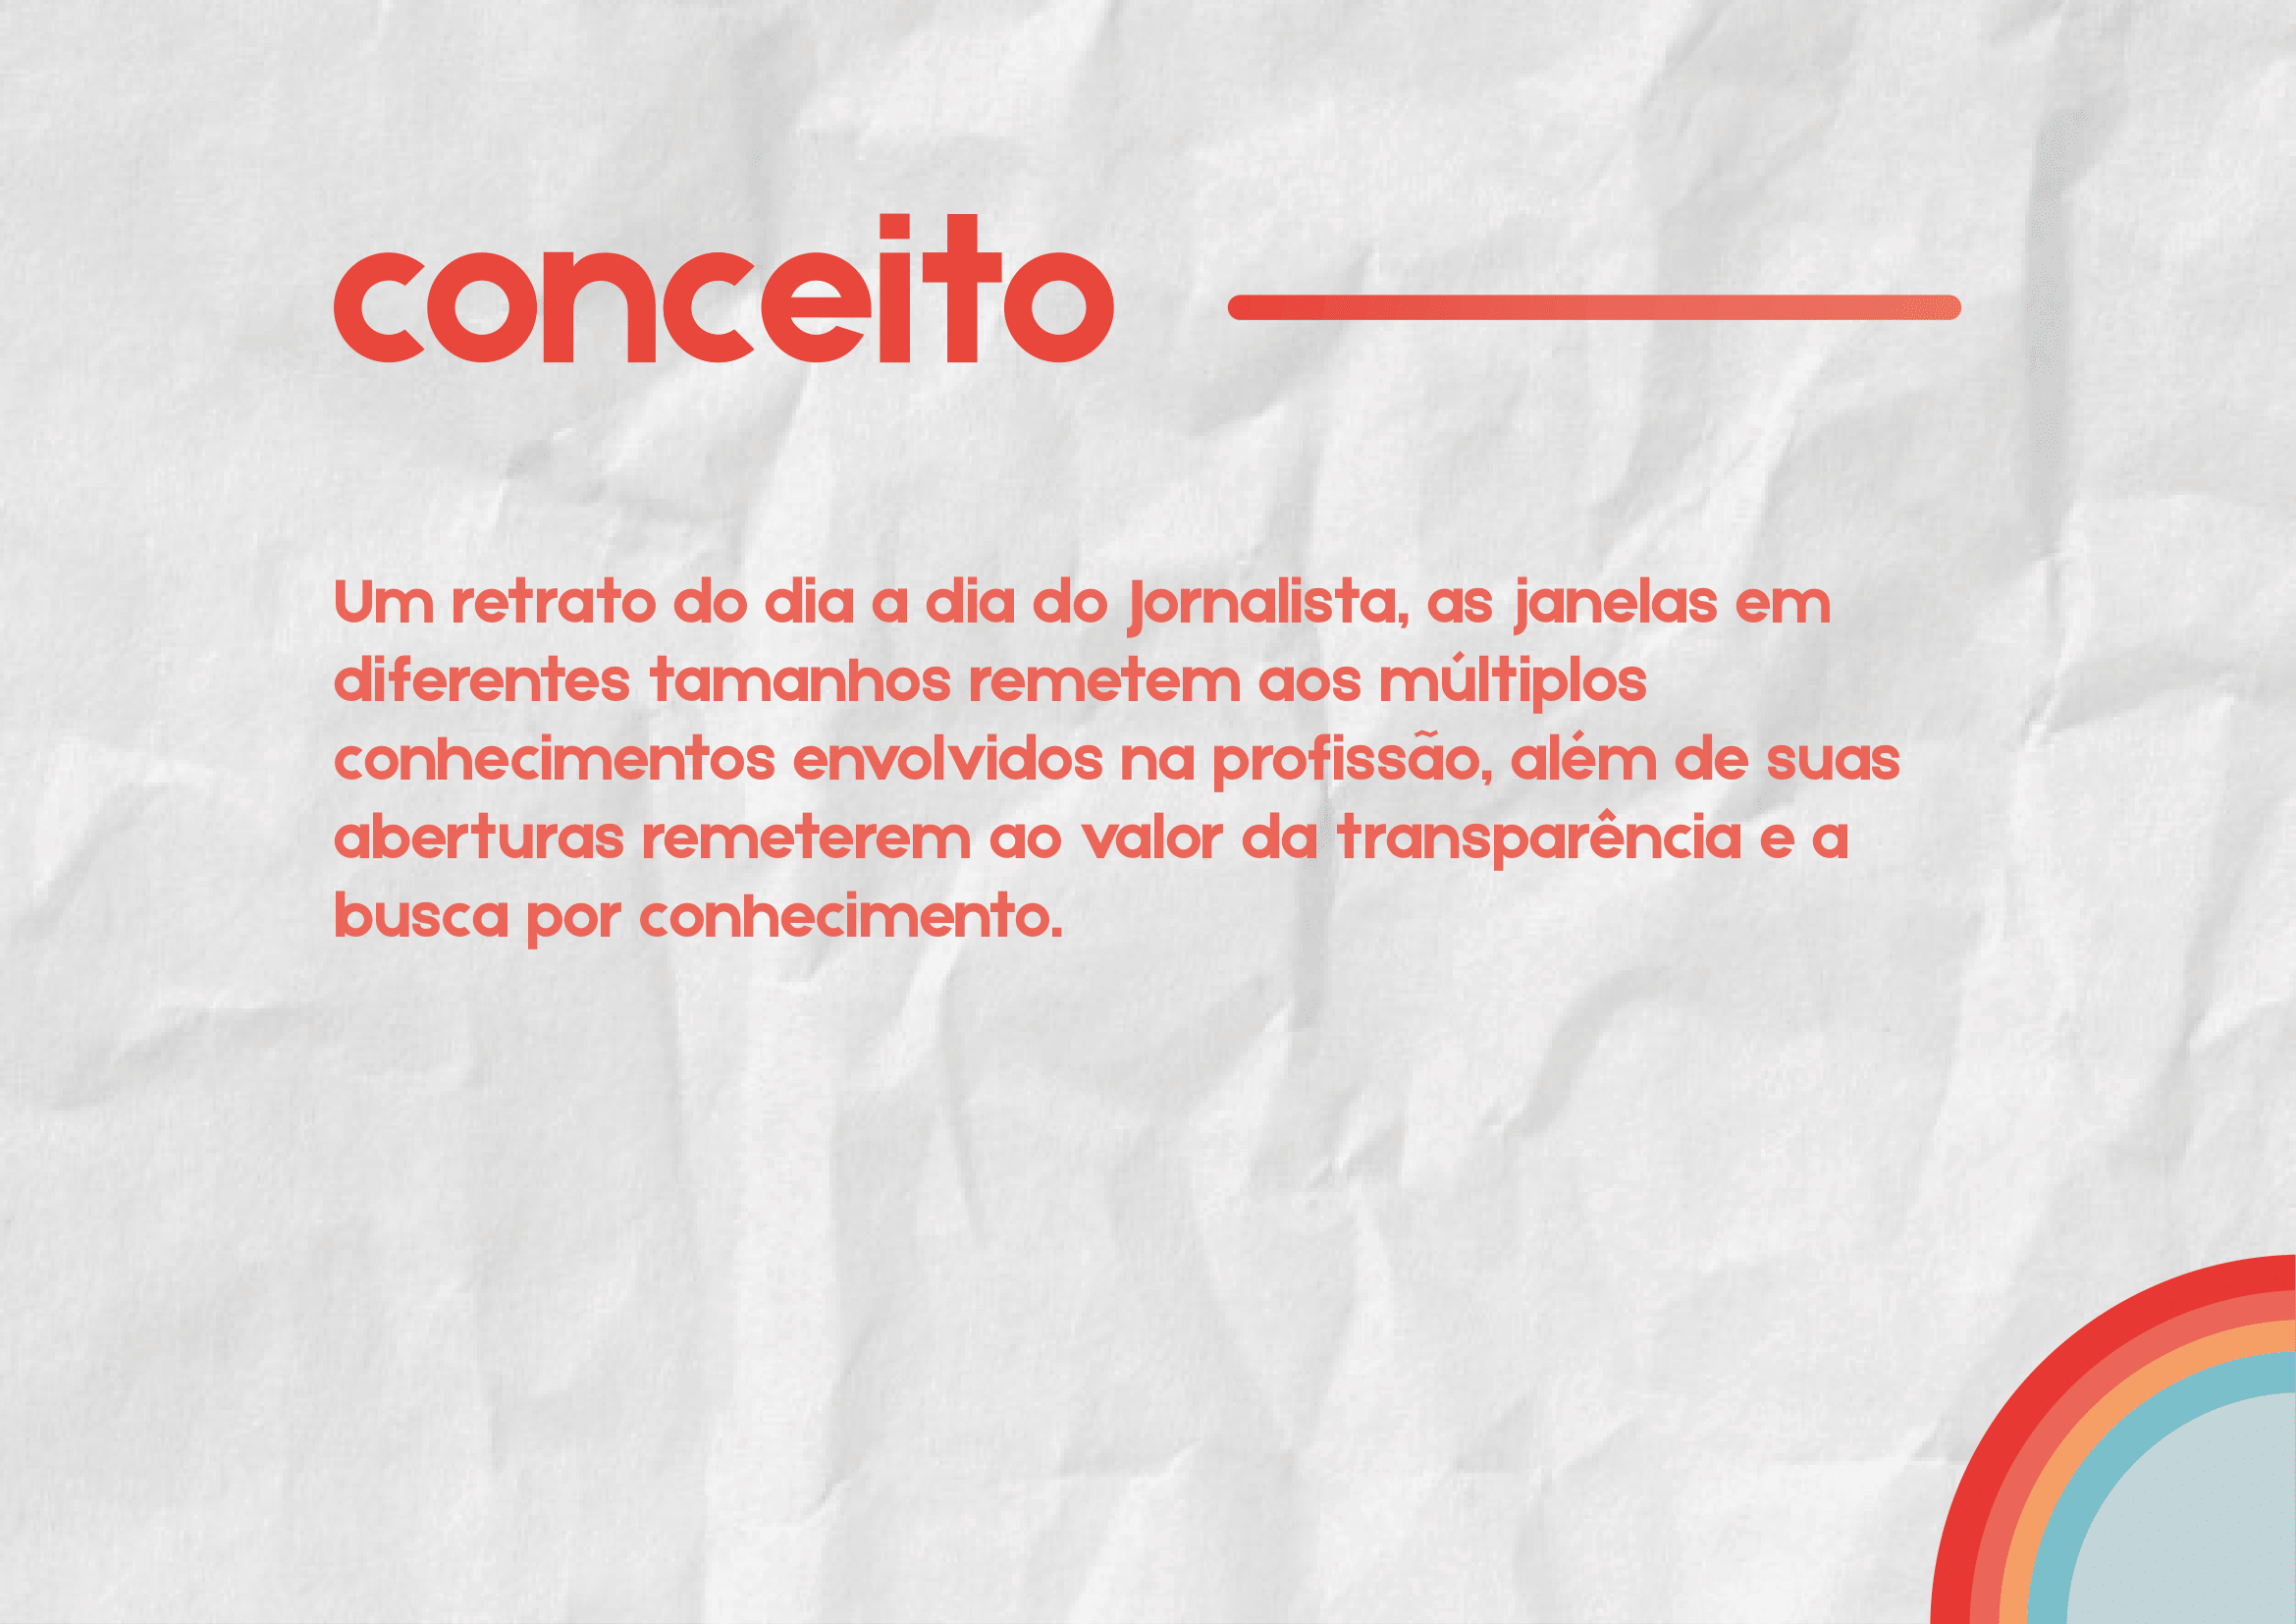 conceito
Um retrato do dia a dia do Jornalista, as janelas em
diferentes tamanhos remetem aos múltiplos
conhecimentos envolvidos na profissão, além de suas
aberturas remeterem ao valor da transparência e a
busca por conhecimento.